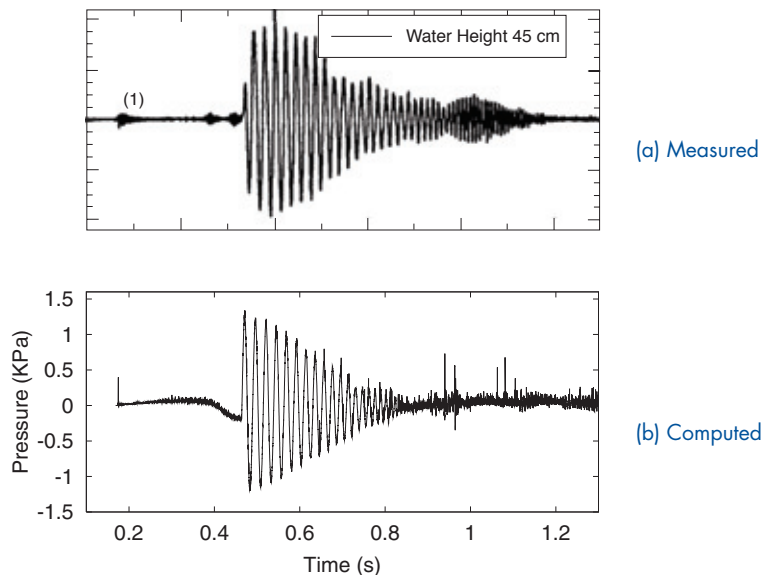 Water Height 45 cm
(1)
(a) Measured
1.5
1
0.5
0
-0.5
-1
-1.5
Pressure (KPa)
(b) Computed
0.2 0.4 0.6 0.8 1 1.2
Time (s)